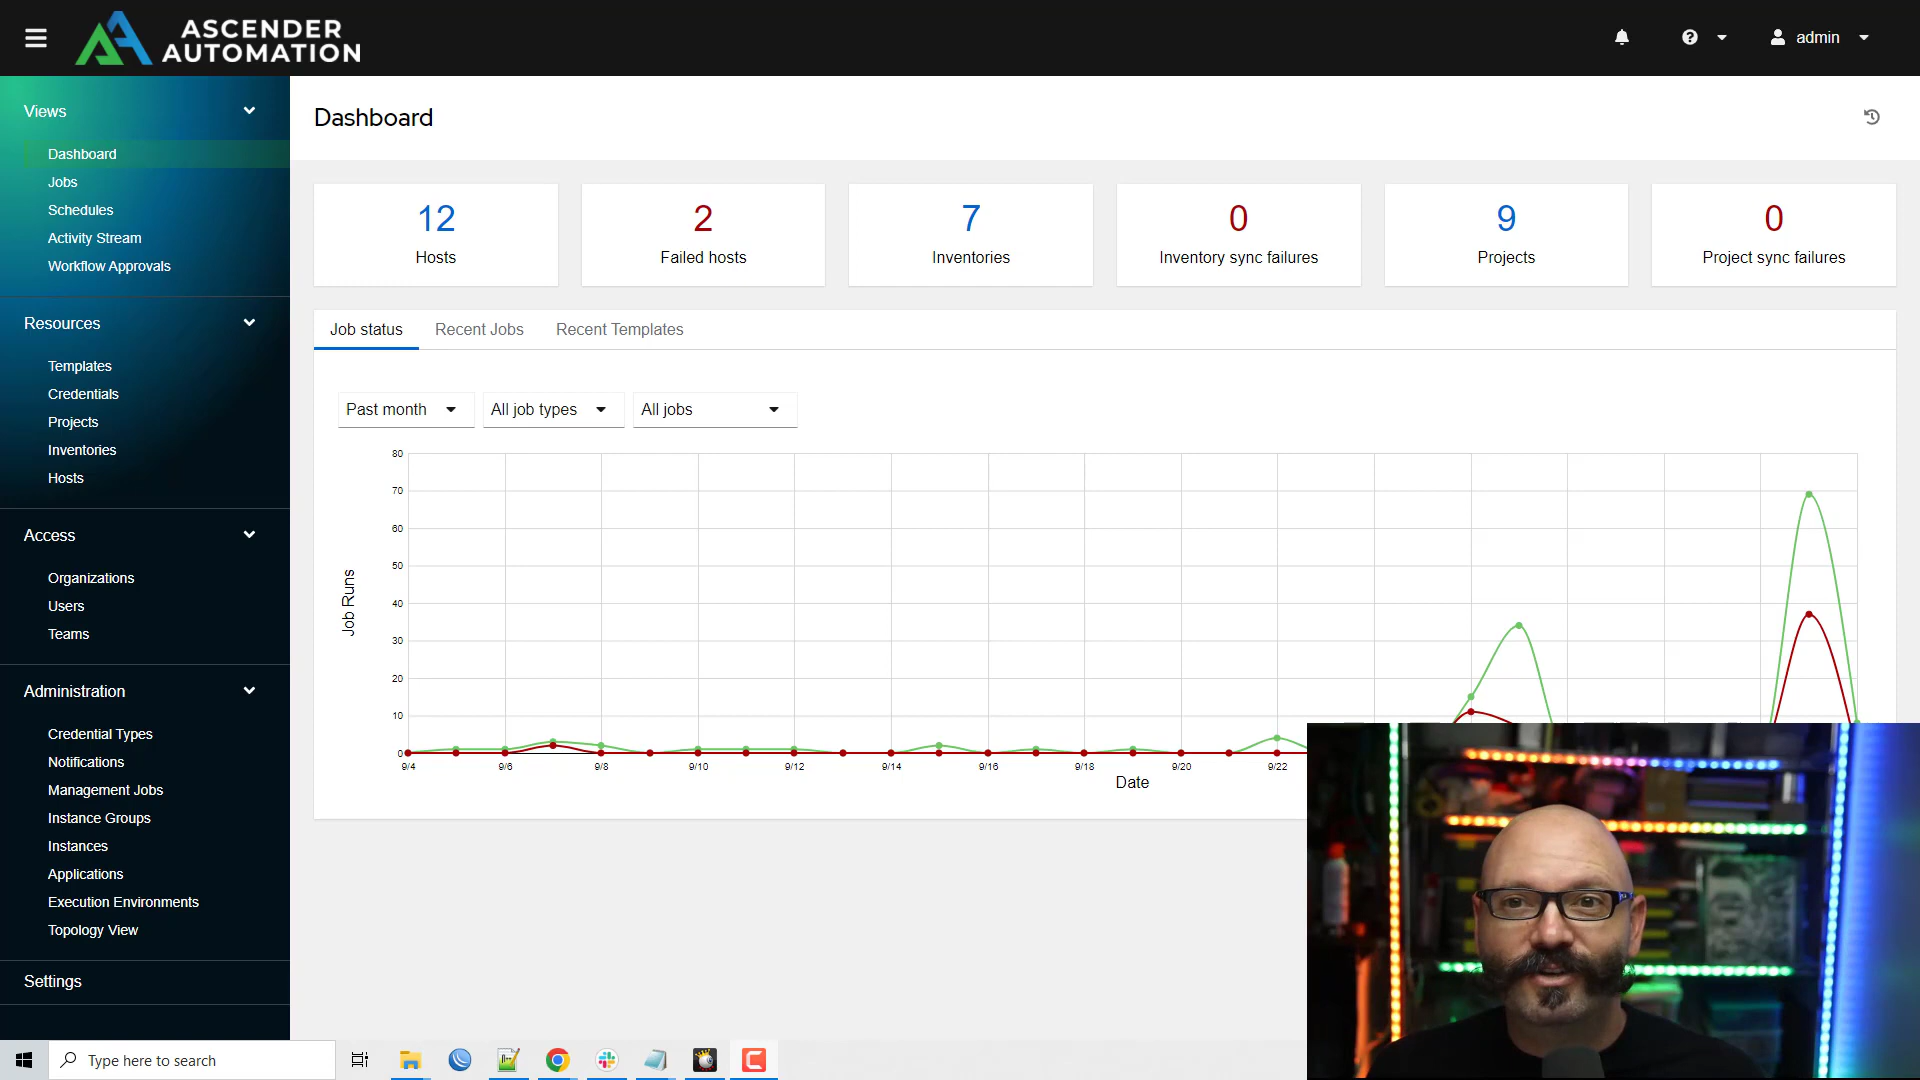 ASCENDER
AUTOMATION
admin
Views
Dashboard
Jobs
Schedules
Activity Stream
Workflow Approvals
Resources
Templates
Credentials
Projects
Inventories
Hosts
Access
Organizations
Users
Teams
Administration
Credential Types
Notifications
Management Jobs
Instance Groups
Instances
Applications
Execution Environments
Topology View
Settings
Dashboard
12
Hosts
2
Failed hosts
7
Inventories
0
Inventory sync failures
9
Projects
0
Project sync failures
Job status
Recent Jobs
Recent Templates
Past month
All job types
All jobs
80
70
60
50
40
30
20
10
0
Job Runs
9/4
9/6
9/8
9/10
9/12
9/14
9/16
9/18
9/20
9/22
Date
Type here to search